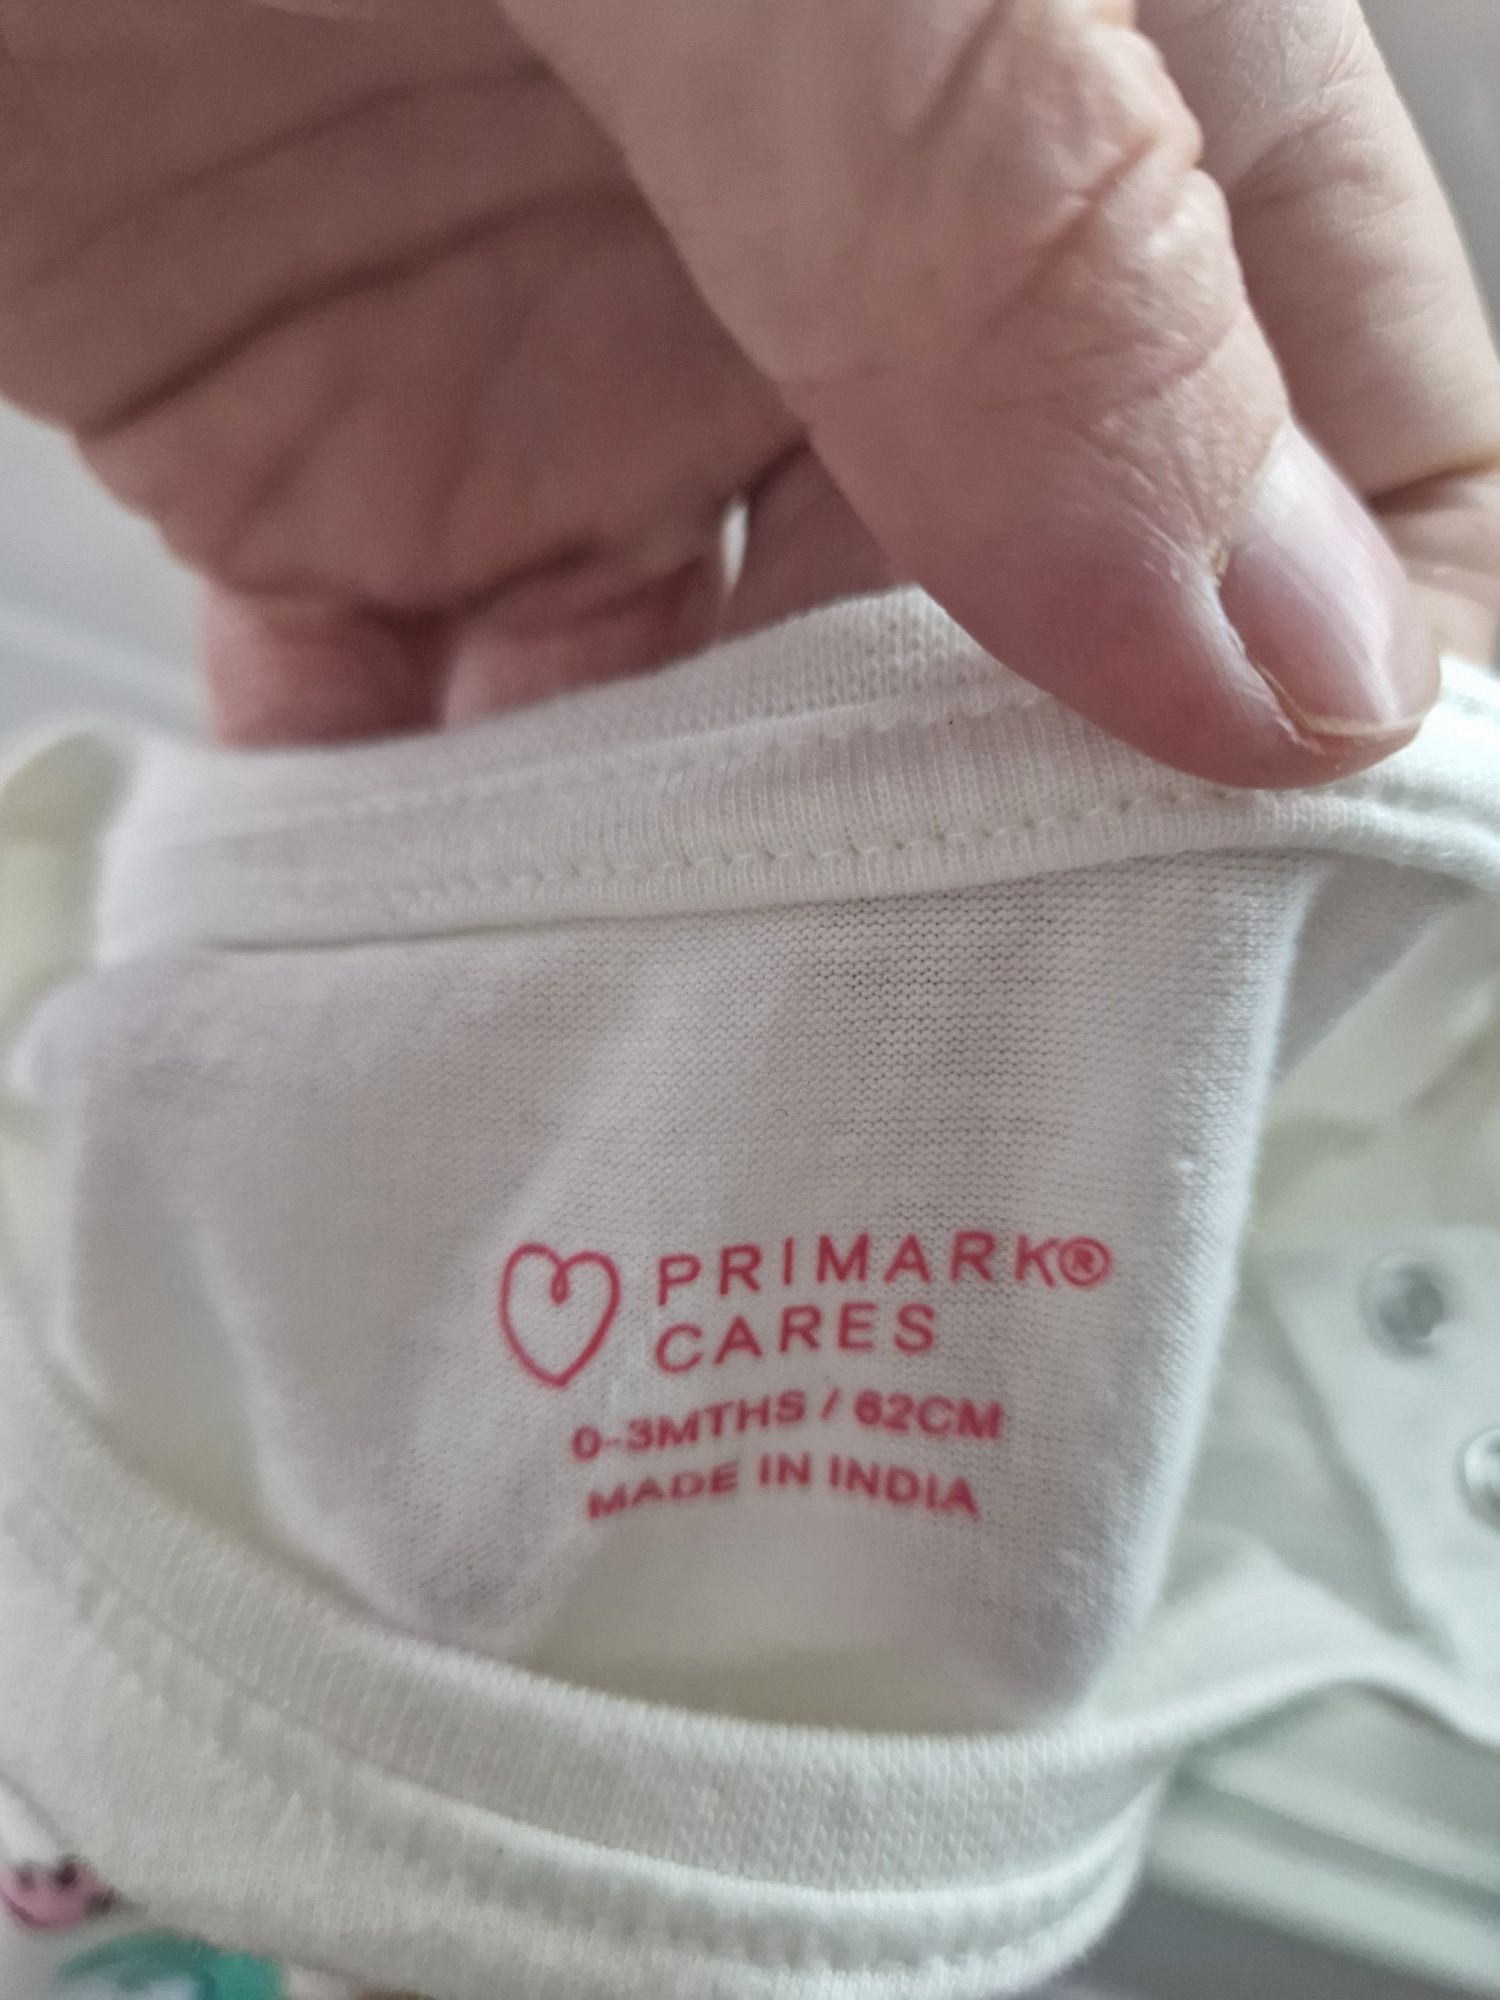 PRIMARK®
CARES
0-3MTHS / 62CM
MADE IN INDIA